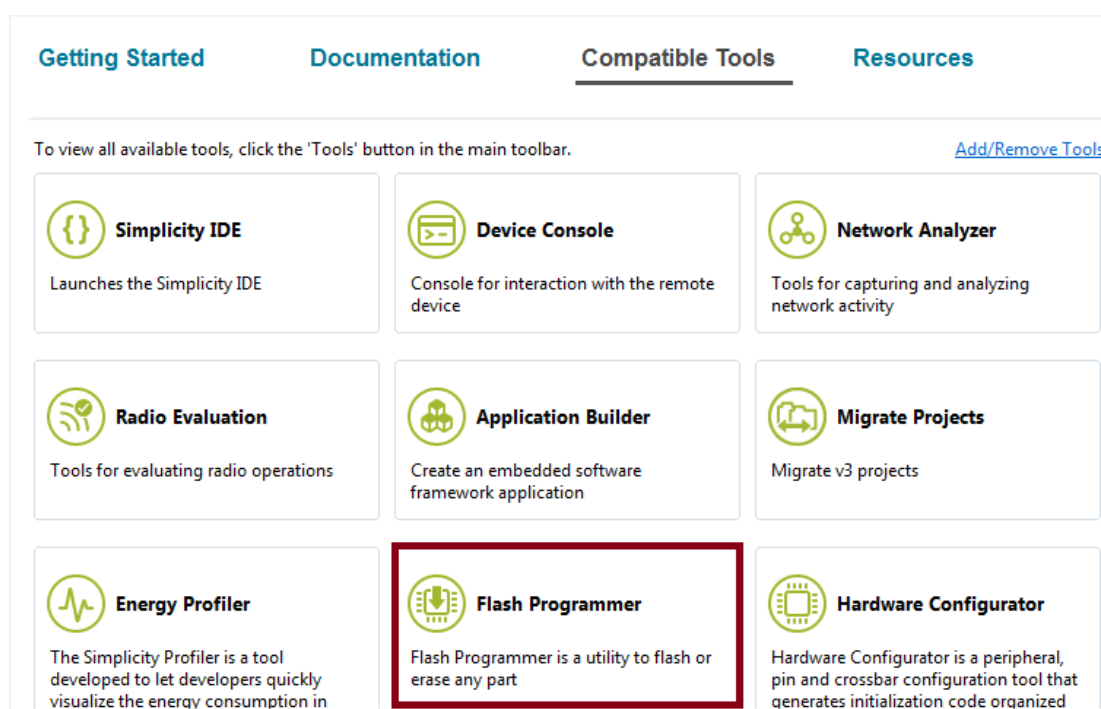 Getting Started
Documentation
Compatible Tools
Resources
To view all available tools, click the 'Tools' button in the main toolbar.
Add/Remove Tools
Simplicity IDE
Launches the Simplicity IDE
Device Console
Console for interaction with the remote
device
Network Analyzer
Tools for capturing and analyzing
network activity
Radio Evaluation
Tools for evaluating radio operations
Application Builder
Create an embedded software
framework application
Migrate Projects
Migrate v3 projects
Energy Profiler
The Simplicity Profiler is a tool
developed to let developers quickly
visualize the energy consumption in
Flash Programmer
Flash Programmer is a utility to flash or
erase any part
Hardware Configurator
Hardware Configurator is a peripheral,
pin and crossbar configuration tool that
generates initialization code organized